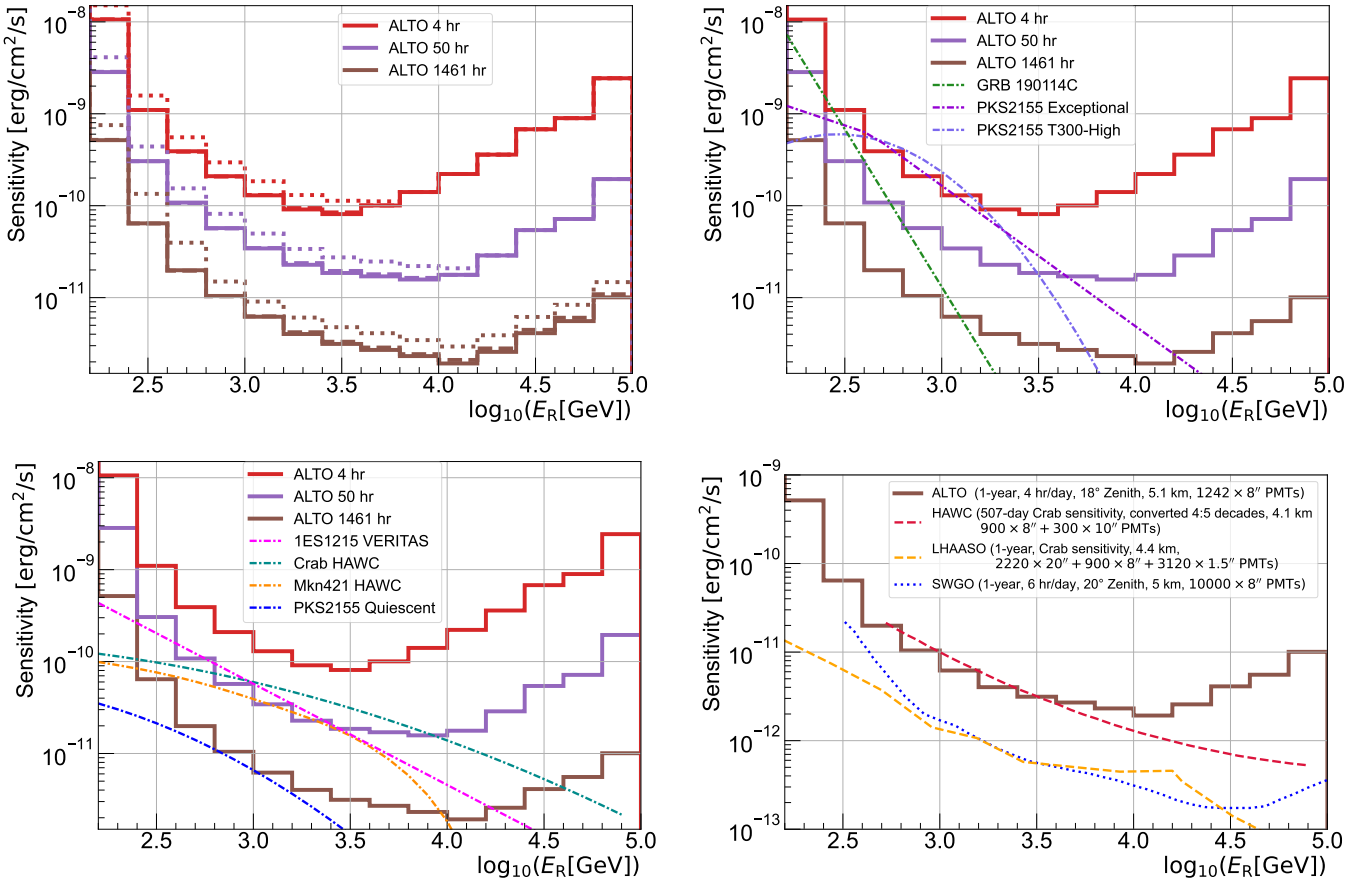 Sensitivity [erg/cm²/s]
10⁻⁸
10⁻⁹
10⁻¹⁰
10⁻¹¹
ALTO 4 hr
ALTO 50 hr
ALTO 1461 hr
2.5 3.0 3.5 4.0 4.5 5.0
log₁₀(E_R[GeV])
Sensitivity [erg/cm²/s]
10⁻⁸
10⁻⁹
10⁻¹⁰
10⁻¹¹
ALTO 4 hr
ALTO 50 hr
ALTO 1461 hr
GRB 190114C
PKS2155 Exceptional
PKS2155 T300-High
2.5 3.0 3.5 4.0 4.5 5.0
log₁₀(E_R[GeV])
Sensitivity [erg/cm²/s]
10⁻⁸
10⁻⁹
10⁻¹⁰
10⁻¹¹
ALTO 4 hr
ALTO 50 hr
ALTO 1461 hr
1ES1215 VERITAS
Crab HAWC
Mkn421 HAWC
PKS2155 Quiescent
2.5 3.0 3.5 4.0 4.5 5.0
log₁₀(E_R[GeV])
Sensitivity [erg/cm²/s]
10⁻⁹
10⁻¹⁰
10⁻¹¹
10⁻¹²
10⁻¹³
ALTO (1-year, 4 hr/day, 18° Zenith, 5.1 km, 1242 × 8″ PMTs)
HAWC (507-day Crab sensitivity, converted 4:5 decades, 4.1 km
900 × 8″ + 300 × 10″ PMTs)
LHAASO (1-year, Crab sensitivity, 4.4 km,
2220 × 20″ + 900 × 8″ + 3120 × 1.5″ PMTs)
SWGO (1-year, 6 hr/day, 20° Zenith, 5 km, 10000 × 8″ PMTs)
2.5 3.0 3.5 4.0 4.5 5.0
log₁₀(E_R[GeV])